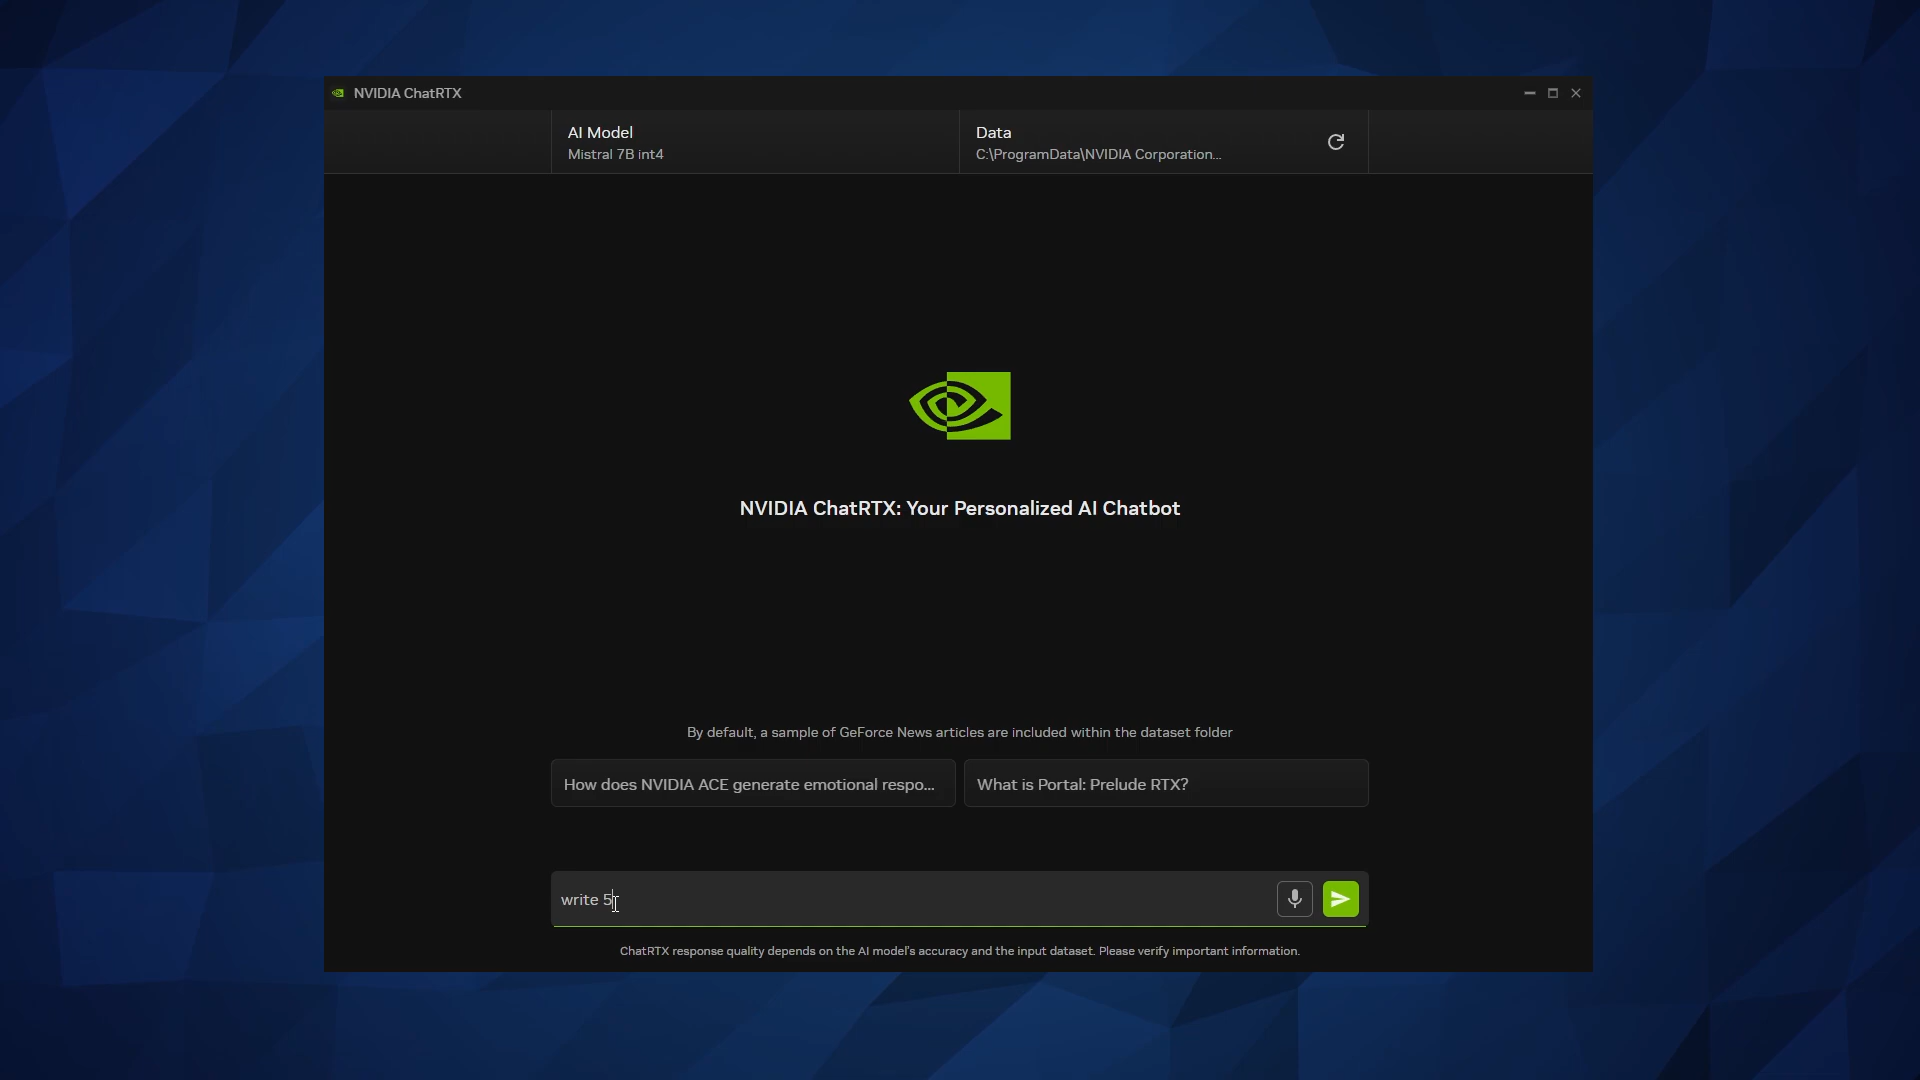 NVIDIA ChatRTX
AI Model
Mistral 7B int4
Data
C:\ProgramData\NVIDIA Corporation...
NVIDIA ChatRTX: Your Personalized AI Chatbot
By default, a sample of GeForce News articles are included within the dataset folder
How does NVIDIA ACE generate emotional respo...
What is Portal: Prelude RTX?
write 5
ChatRTX response quality depends on the AI model's accuracy and the input dataset. Please verify important information.